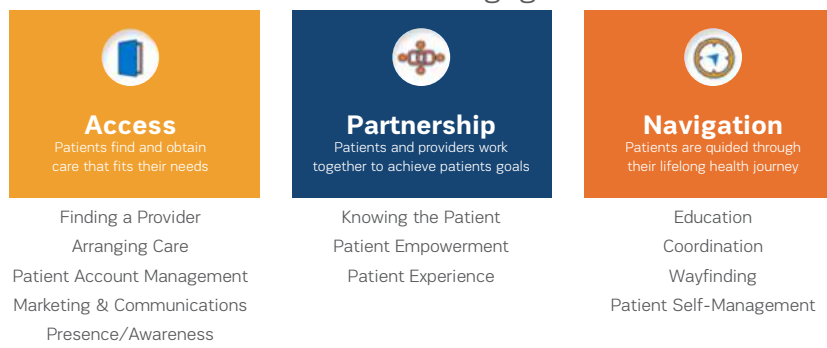 Access
Patients find and obtain
care that fits their needs
Finding a Provider
Arranging Care
Patient Account Management
Marketing & Communications
Presence/Awareness
Partnership
Patients and providers work
together to achieve patients goals
Knowing the Patient
Patient Empowerment
Patient Experience
Navigation
Patients are quided through
their lifelong health journey
Education
Coordination
Wayfinding
Patient Self-Management